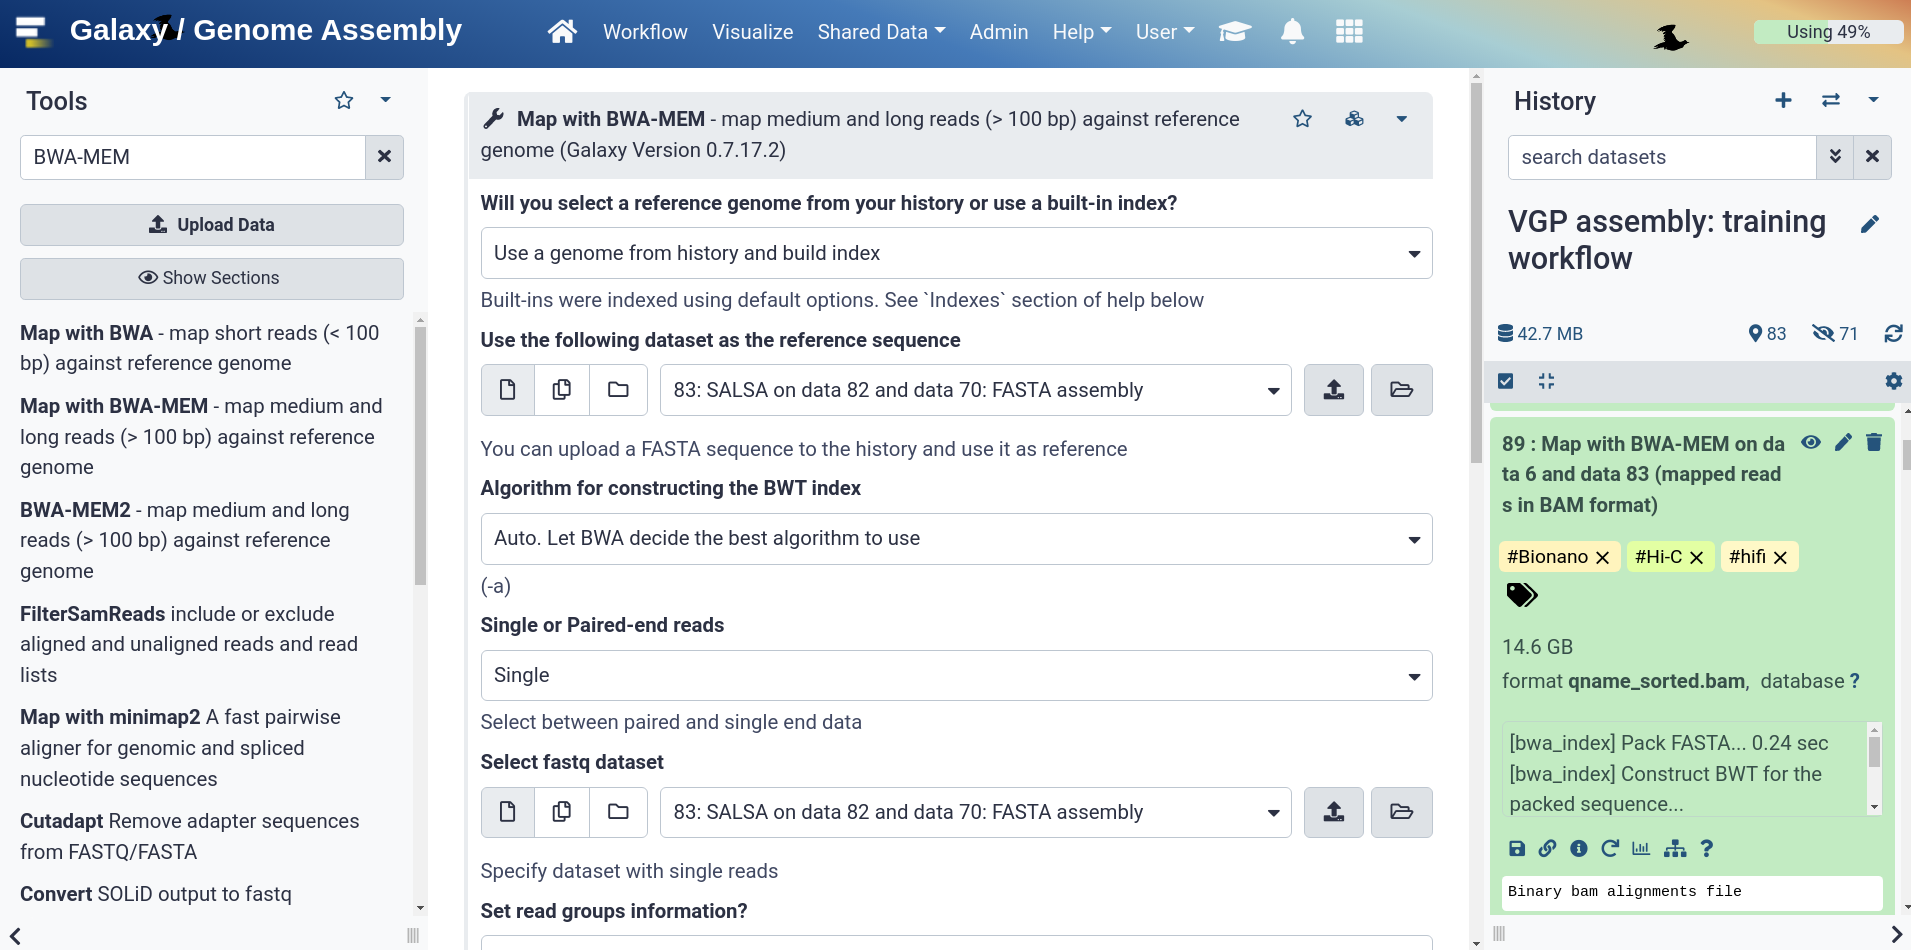 Galaxy / Genome Assembly
Workflow
Visualize
Shared Data
Admin
Help
User
Using 49%
Tools
BWA-MEM
Upload Data
Show Sections
Map with BWA - map short reads (< 100
bp) against reference genome
Map with BWA-MEM - map medium and
long reads (> 100 bp) against reference
genome
BWA-MEM2 - map medium and long
reads (> 100 bp) against reference
genome
FilterSamReads include or exclude
aligned and unaligned reads and read
lists
Map with minimap2 A fast pairwise
aligner for genomic and spliced
nucleotide sequences
Cutadapt Remove adapter sequences
from FASTQ/FASTA
Convert SOLiD output to fastq
Map with BWA-MEM - map medium and long reads (> 100 bp) against reference
genome (Galaxy Version 0.7.17.2)
Will you select a reference genome from your history or use a built-in index?
Use a genome from history and build index
Built-ins were indexed using default options. See `Indexes` section of help below
Use the following dataset as the reference sequence
83: SALSA on data 82 and data 70: FASTA assembly
You can upload a FASTA sequence to the history and use it as reference
Algorithm for constructing the BWT index
Auto. Let BWA decide the best algorithm to use
(-a)
Single or Paired-end reads
Single
Select between paired and single end data
Select fastq dataset
83: SALSA on data 82 and data 70: FASTA assembly
Specify dataset with single reads
Set read groups information?
History
search datasets
VGP assembly: training
workflow
42.7 MB
83
71
89 : Map with BWA-MEM on da
ta 6 and data 83 (mapped read
s in BAM format)
#Bionano
#Hi-C
#hifi
14.6 GB
format qname_sorted.bam, database ?
[bwa_index] Pack FASTA... 0.24 sec
[bwa_index] Construct BWT for the
packed sequence...
Binary bam alignments file